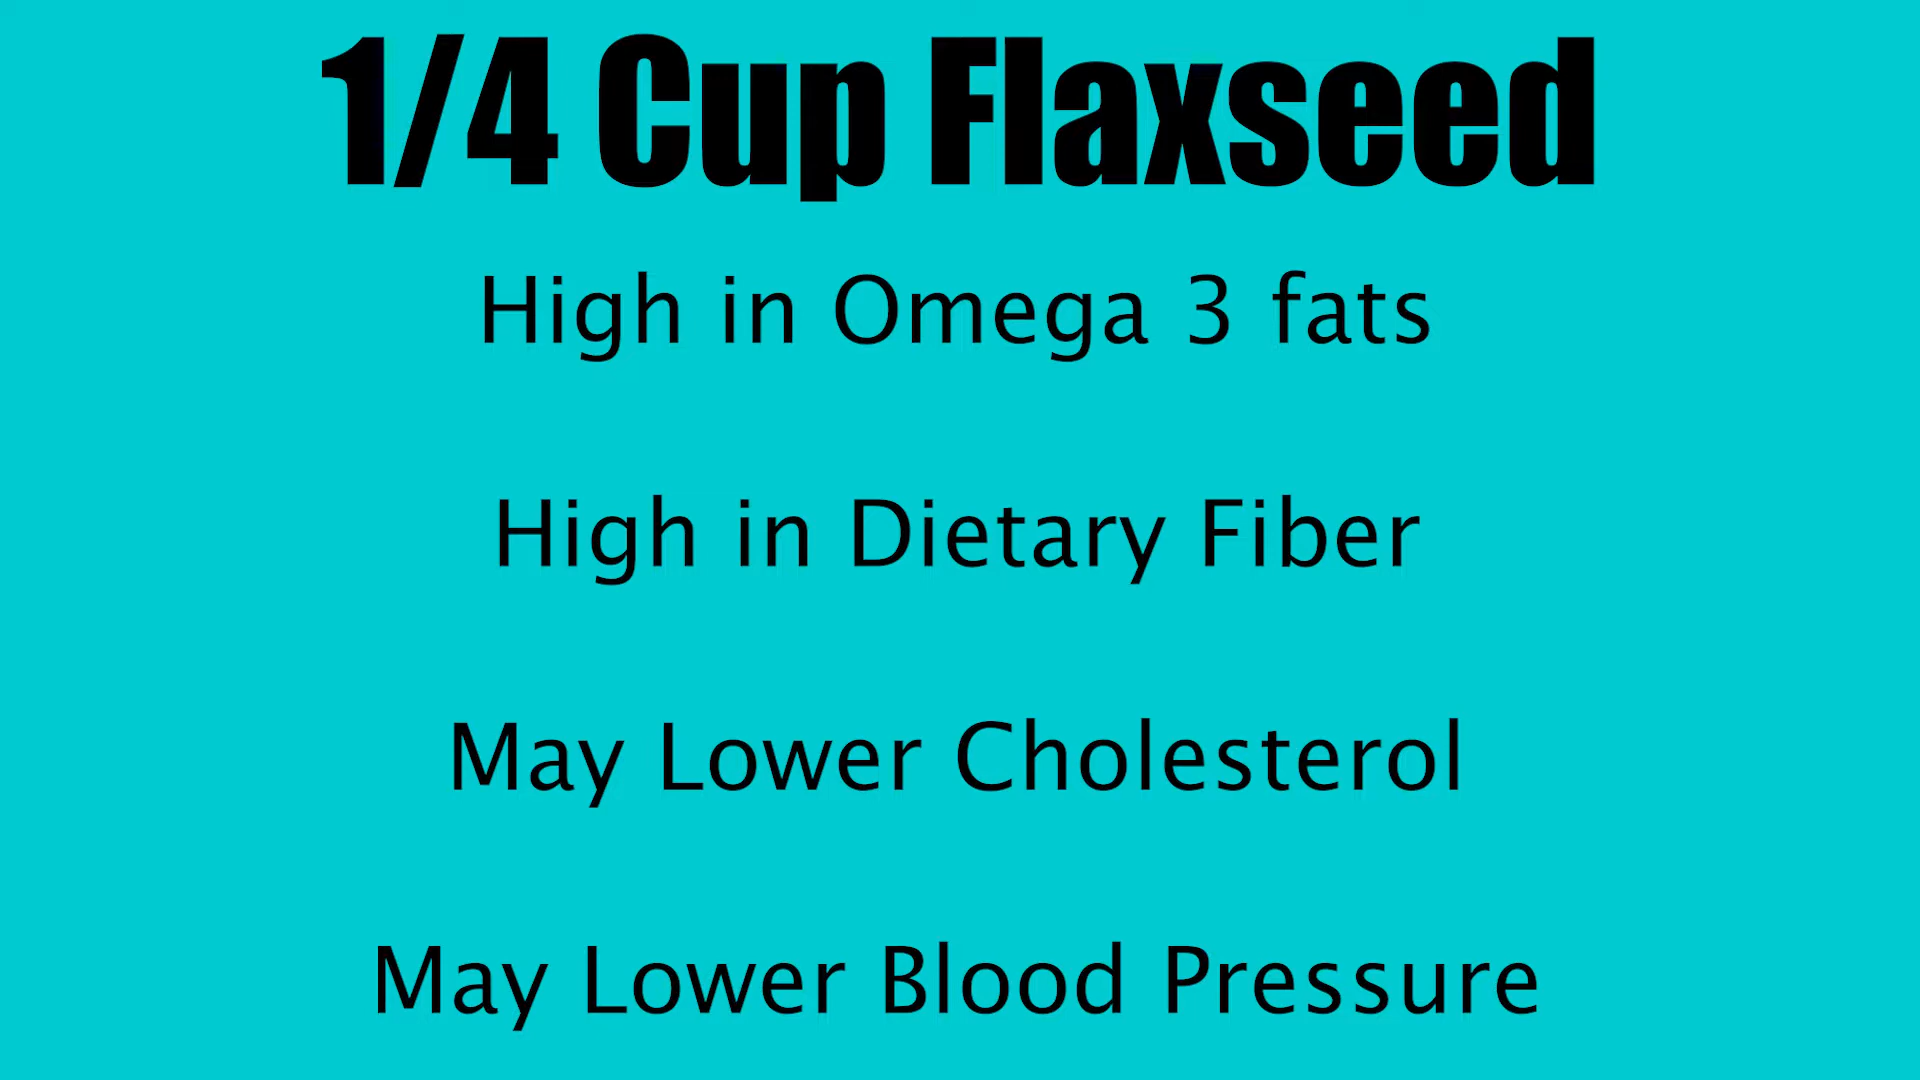 1/4 Cup Flaxseed
High in Omega 3 fats
High in Dietary Fiber
May Lower Cholesterol
May Lower Blood Pressure